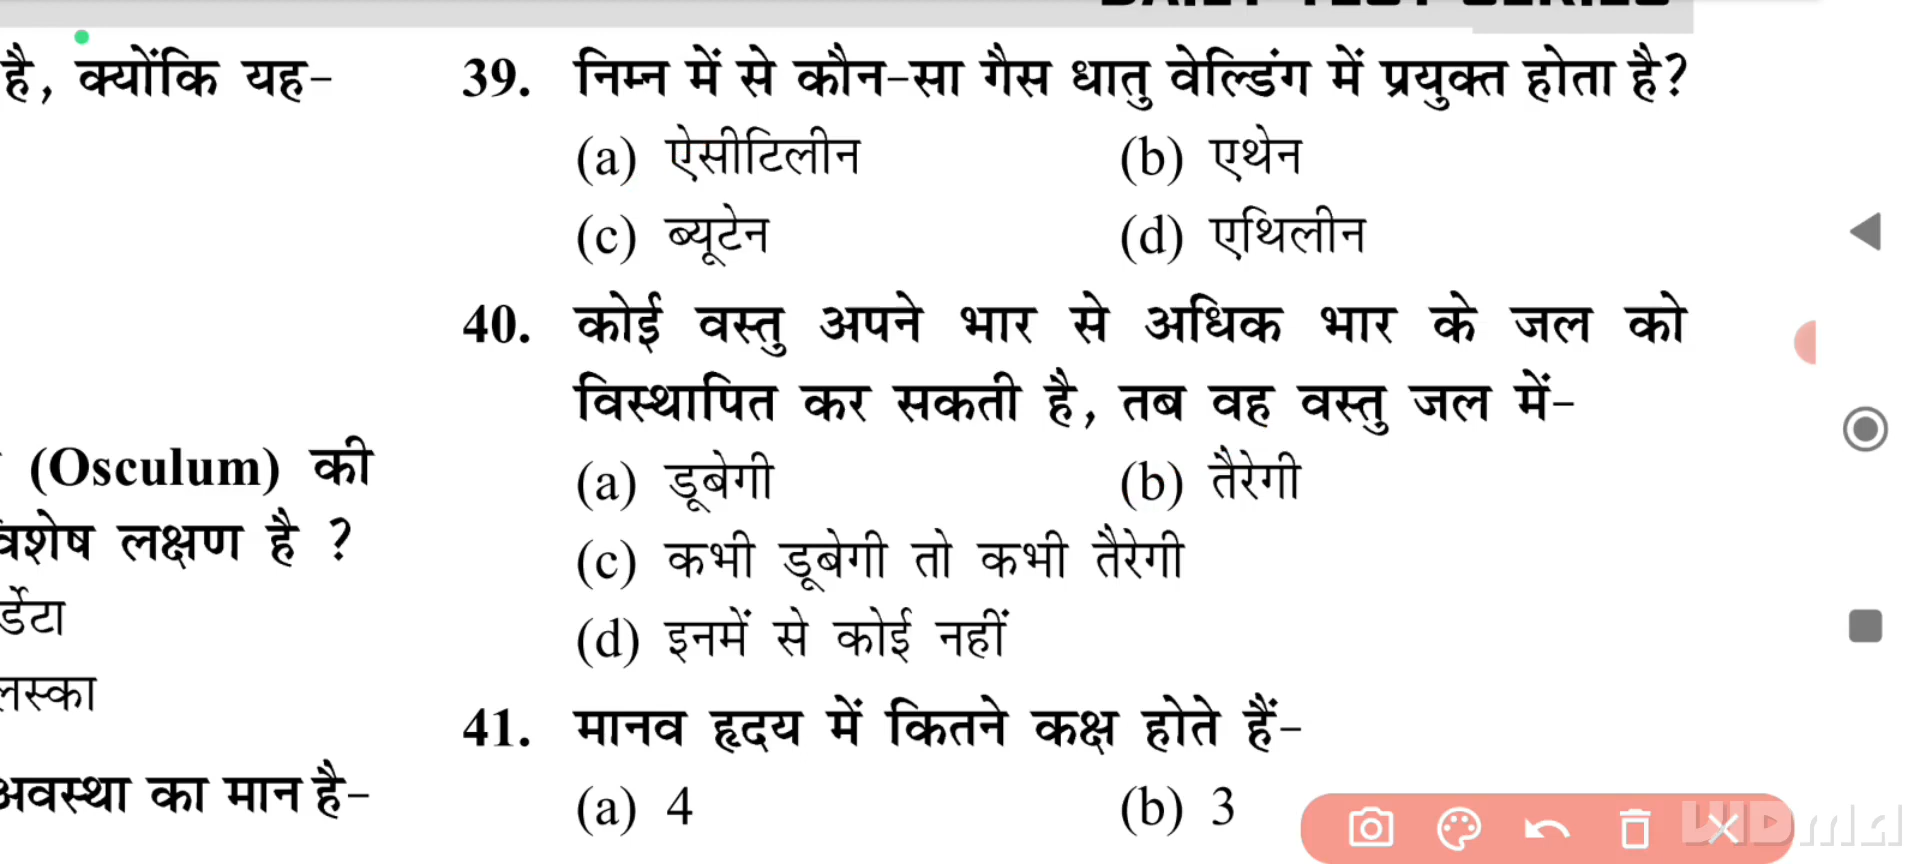 है, क्योंकि यह-
(Osculum) की
लक्षण है ?
अवस्था का मान है-
39. निम्न में से कौन-सा गैस धातु वेल्डिंग में प्रयुक्त होता है?
(a) ऐसीटिलीन (b) एथेन
(c) ब्यूटेन (d) एथिलीन
40. कोई वस्तु अपने भार से अधिक भार के जल को
विस्थापित कर सकती है, तब वह वस्तु जल में-
(a) डूबेगी (b) तैरेगी
(c) कभी डूबेगी तो कभी तैरेगी
(d) इनमें से कोई नहीं
41. मानव हृदय में कितने कक्ष होते हैं-
(a) 4 (b) 3